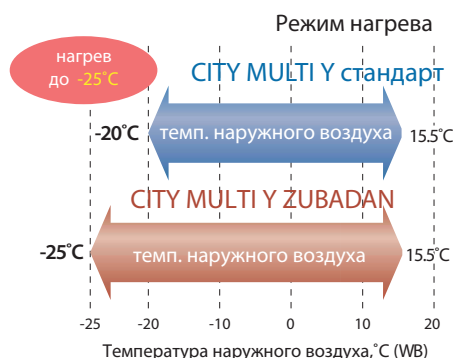 Режим нагрева
нагрев
до -25˚C
CITY MULTI Y стандарт
-20˚C
темп. наружного воздуха
15.5˚C
CITY MULTI Y ZUBADAN
-25˚C
темп. наружного воздуха
15.5˚C
-25 -20 -10 0 10 20
Температура наружного воздуха,˚C (WB)